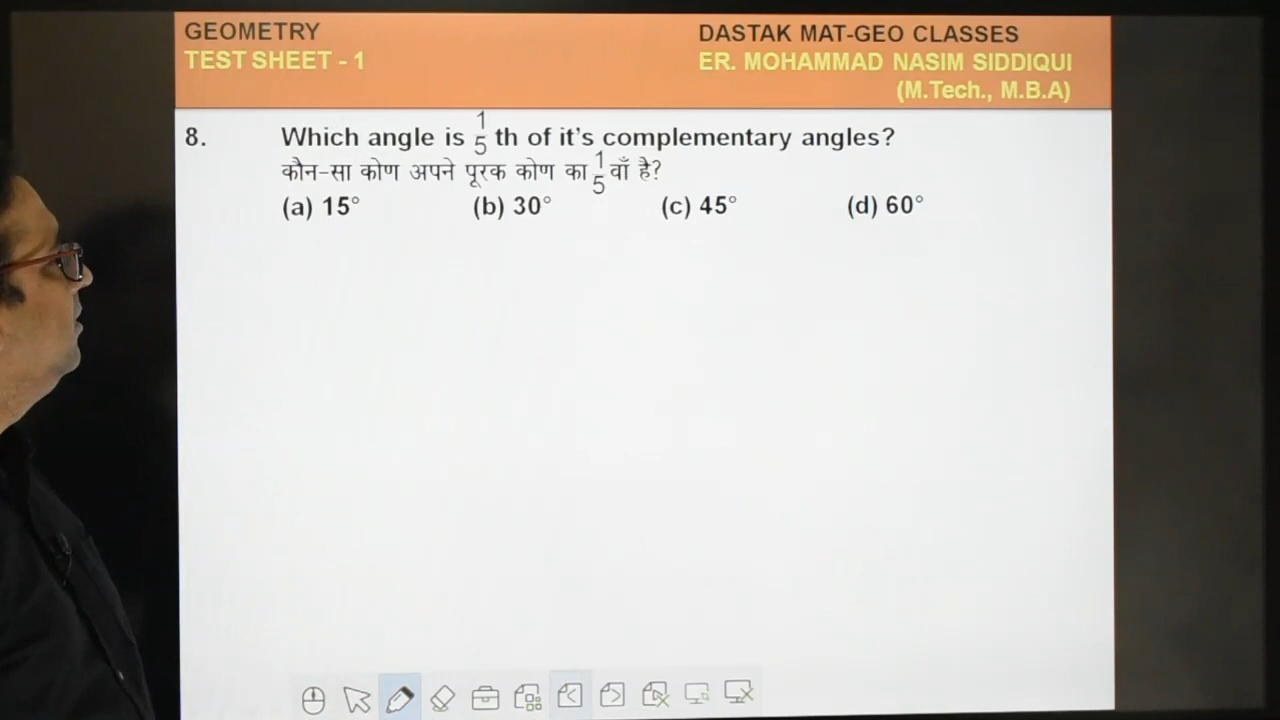 GEOMETRY
TEST SHEET - 1
DASTAK MAT-GEO CLASSES
ER. MOHAMMAD NASIM SIDDIQUI
(M.Tech., M.B.A)
8. Which angle is 1/5 th of it's complementary angles?
कौन-सा कोण अपने पूरक कोण का 1/5 वाँ है?
(a) 15° (b) 30° (c) 45° (d) 60°